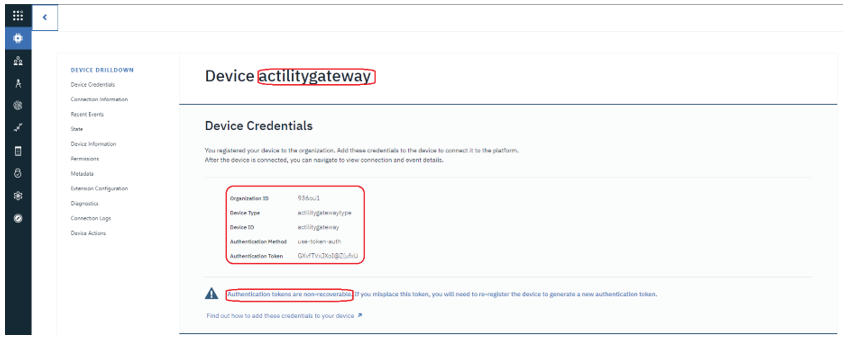 Device actilitygateway
DEVICE DRILLDOWN
Device Credentials
Connection Information
Recent Events
State
Device Information
Permissions
Metadata
Extension Configuration
Diagnostics
Connection Logs
Device Actions
Device Credentials
You registered your device to the organization. Add these credentials to the device to connect it to the platform.
After the device is connected, you can navigate to view connection and event details.
Organization ID 936ou1
Device Type actilitygatewaytype
Device ID actilitygateway
Authentication Method use-token-auth
Authentication Token
Authentication tokens are non-recoverable. If you misplace this token, you will need to re-register the device to generate a new authentication token.
Find out how to add these credentials to your device